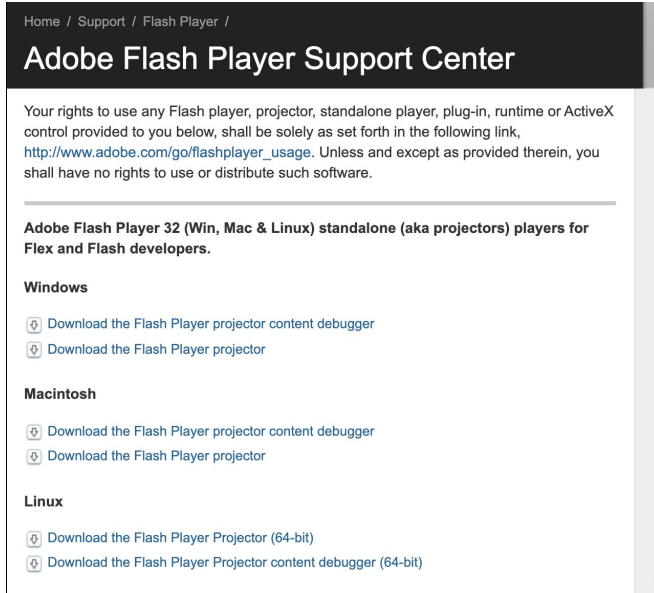 Home / Support / Flash Player /
Adobe Flash Player Support Center
Your rights to use any Flash player, projector, standalone player, plug-in, runtime or ActiveX
control provided to you below, shall be solely as set forth in the following link,
http://www.adobe.com/go/flashplayer_usage. Unless and except as provided therein, you
shall have no rights to use or distribute such software.
Adobe Flash Player 32 (Win, Mac & Linux) standalone (aka projectors) players for
Flex and Flash developers.
Windows
Download the Flash Player projector content debugger
Download the Flash Player projector
Macintosh
Download the Flash Player projector content debugger
Download the Flash Player projector
Linux
Download the Flash Player Projector (64-bit)
Download the Flash Player Projector content debugger (64-bit)